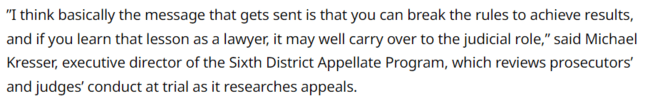 ”I think basically the message that gets sent is that you can break the rules to achieve results,
and if you learn that lesson as a lawyer, it may well carry over to the judicial role,” said Michael
Kresser, executive director of the Sixth District Appellate Program, which reviews prosecutors’
and judges’ conduct at trial as it researches appeals.